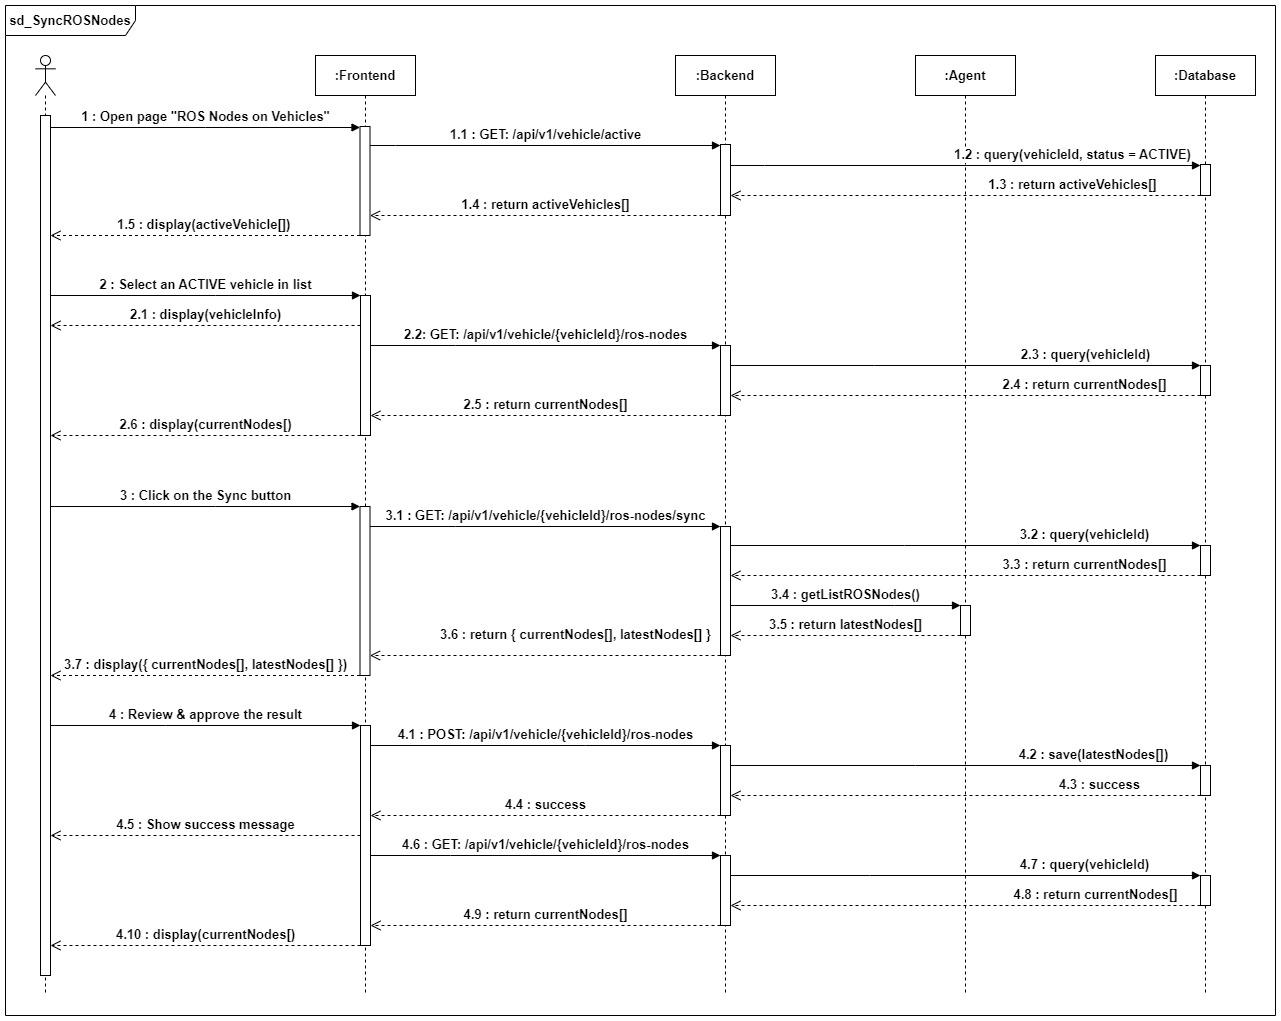 sd_SyncROSNodes
:Frontend
:Backend
:Agent
:Database
1 : Open page "ROS Nodes on Vehicles"
1.1 : GET: /api/v1/vehicle/active
1.2 : query(vehicleId, status = ACTIVE)
1.3 : return activeVehicles[]
1.4 : return activeVehicles[]
1.5 : display(activeVehicle[])
2 : Select an ACTIVE vehicle in list
2.1 : display(vehicleInfo)
2.2: GET: /api/v1/vehicle/{vehicleId}/ros-nodes
2.3 : query(vehicleId)
2.4 : return currentNodes[]
2.5 : return currentNodes[]
2.6 : display(currentNodes[)
3 : Click on the Sync button
3.1 : GET: /api/v1/vehicle/{vehicleId}/ros-nodes/sync
3.2 : query(vehicleId)
3.3 : return currentNodes[]
3.4 : getListROSNodes()
3.5 : return latestNodes[]
3.6 : return { currentNodes[], latestNodes[] }
3.7 : display({ currentNodes[], latestNodes[] })
4 : Review & approve the result
4.1 : POST: /api/v1/vehicle/{vehicleId}/ros-nodes
4.2 : save(latestNodes[])
4.3 : success
4.4 : success
4.5 : Show success message
4.6 : GET: /api/v1/vehicle/{vehicleId}/ros-nodes
4.7 : query(vehicleId)
4.8 : return currentNodes[]
4.9 : return currentNodes[]
4.10 : display(currentNodes[)